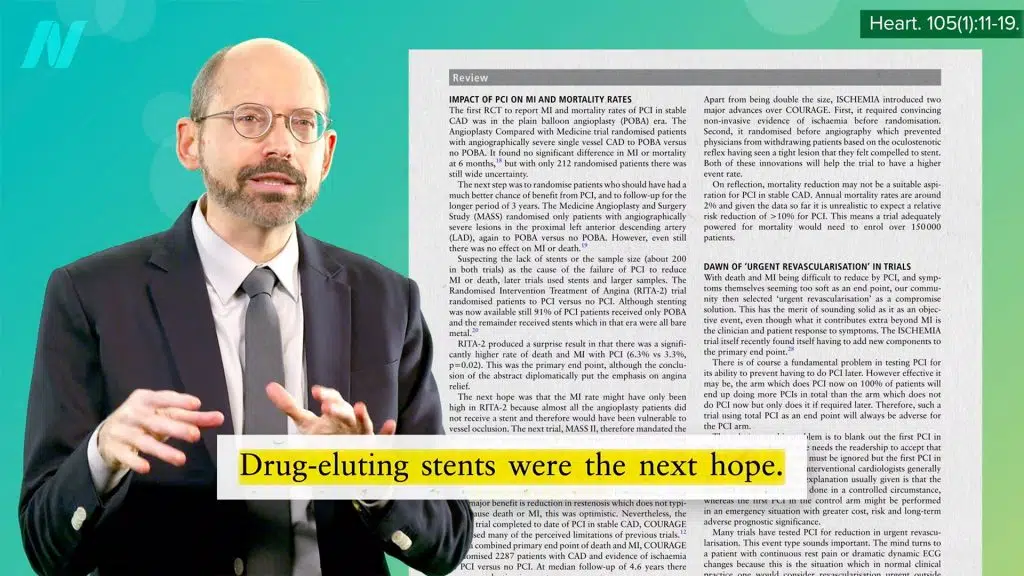 Heart. 105(1):11-19.
Review
IMPACT OF PCI ON MI AND MORTALITY RATES
The first RCT to report MI and mortality rates of PCI in stable
CAD was in the plain balloon angioplasty (POBA) era. The
Angioplasty Compared with Medicine trial randomised patients
with angiographically severe single vessel CAD to POBA versus
no POBA. It found no significant difference in MI or mortality
at 6 months,18 but with only 212 randomised patients there was
still wide uncertainty.
The next step was to randomise patients who should have had a
much better chance of benefit from PCI, and to follow-up for the
longer period of 3 years. The Medicine Angioplasty and Surgery
Study (MASS) randomised only patients with angiographically
severe lesions in the proximal left anterior descending artery
(LAD), again to POBA versus no POBA. However, even still
there was no effect on MI or death.19
Suspecting the lack of stents or the sample size (about 200
in both trials) as the cause of the failure of PCI to reduce
MI or death, later trials used stents and larger samples. The
Randomised Intervention Treatment of Angina (RITA-2) trial
randomised patients to PCI versus no PCI. Although stenting
was now available still 91% of PCI patients received only POBA
and the remainder received stents which in that era were all bare
metal.20
RITA-2 produced a surprise result in that there was a signifi-
cantly higher rate of death and MI with PCI (6.3% vs 3.3%,
p=0.02). This was the primary end point, although the conclu-
sion of the abstract diplomatically put the emphasis on angina
relief.
The next hope was that the MI rate might have only been
high in RITA-2 because almost all the angioplasty patients did
not receive a stent and therefore would have been vulnerable to
vessel occlusion. The next trial, MASS II, therefore mandated the
Drug-eluting stents were the next hope.
major benefit is reduction in restenosis which does not typi-
ause death or MI, this was optimistic. Nevertheless, the
trial completed to date of PCI in stable CAD, COURAGE
sed many of the perceived limitations of previous trials.12
a combined primary end point of death and MI, COURAGE
omised 2287 patients with CAD and evidence of ischaemia
PCI versus no PCI. At median follow-up of 4.6 years there
Apart from being double the size, ISCHEMIA introduced two
major advances over COURAGE. First, it required convincing
non-invasive evidence of ischaemia before randomisation.
Second, it randomised before angiography which prevented
physicians from withdrawing patients based on the oculostenotic
reflex having seen a tight lesion that they felt compelled to stent.
Both of these innovations will help the trial to have a higher
event rate.
On reflection, mortality reduction may not be a suitable aspi-
ration for PCI in stable CAD. Annual mortality rates are around
2% and given the data so far it is unrealistic to expect a relative
risk reduction of >10% for PCI. This means a trial adequately
powered for mortality would need to enrol over 150 000
patients.
DAWN OF 'URGENT REVASCULARISATION' IN TRIALS
With death and MI being difficult to reduce by PCI, and symp-
toms themselves seeming too soft as an end point, our commu-
nity then selected 'urgent revascularisation' as a compromise
solution. This has the merit of sounding solid as it is an objec-
tive event, even though what it contributes extra beyond MI is
the clinician and patient response to symptoms. The ISCHEMIA
trial itself recently found itself having to add new components to
the primary end point.28
There is of course a fundamental problem in testing PCI for
its ability to prevent having to do PCI later. However effective it
may be, the arm which does PCI now on 100% of patients will
end up doing more PCIs in total than the arm which does not
do PCI now but only does it if required later. Therefore, such a
trial using total PCI as an end point will always be adverse for
the PCI arm.
lem is to blank out the first PCI in
needs the readership to accept that
must be ignored but the first PCI in
nterventional cardiologists generally
xplanation usually given is that the
done in a controlled circumstance,
whereas the first PCI in the control arm might be performed
in an emergency situation with greater cost, risk and long-term
adverse prognostic significance.
Many trials have tested PCI for reduction in urgent revascu-
larisation. This event type sounds important. The mind turns to
a patient with continuous rest pain or dramatic dynamic ECG
changes because this is the situation which in normal clinical
practice one would consider revascularisation urgent outside